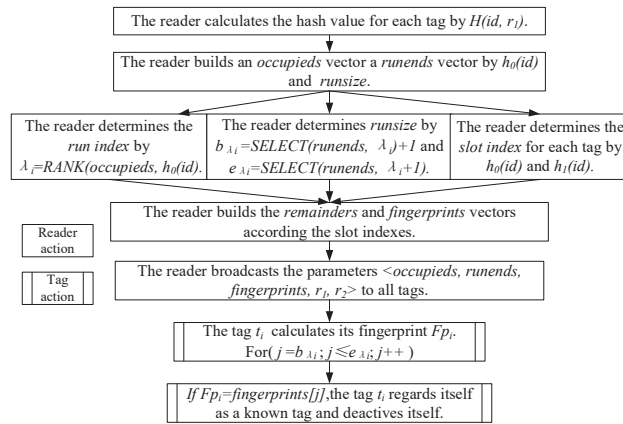 The reader calculates the hash value for each tag by H(id, r₁).
The reader builds an occupieds vector a runends vector by h₀(id)
and runsize.
The reader determines the
run index by
λᵢ=RANK(occupieds, h₀(id).
The reader determines runsize by
b λᵢ=SELECT(runends, λᵢ)+1 and
e λᵢ=SELECT(runends, λᵢ+1).
The reader determines the
slot index for each tag by
h₀(id) and h₁(id).
The reader builds the remainders and fingerprints vectors
according the slot indexes.
Reader
action
Tag
action
The reader broadcasts the parameters <occupieds, runends,
fingerprints, r₁, r₂> to all tags.
The tag tᵢ calculates its fingerprint Fpᵢ.
For( j=b λᵢ; j≤e λᵢ; j++ )
If Fpᵢ=fingerprints[j],the tag tᵢ regards itself
as a known tag and deactives itself.